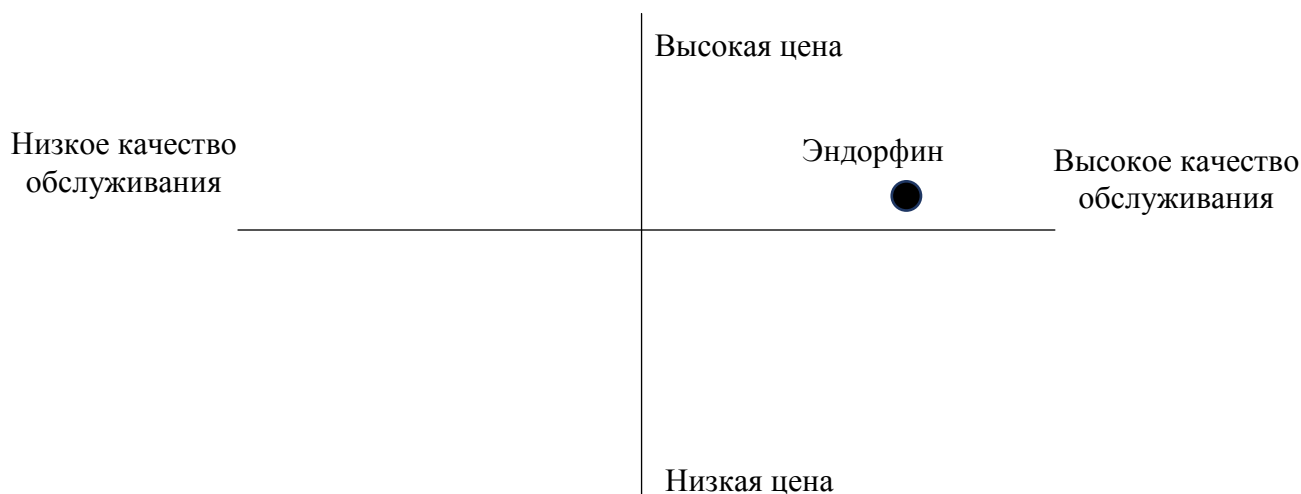 Высокая цена
Низкое качество
обслуживания
Эндорфин
Высокое качество
обслуживания
Низкая цена